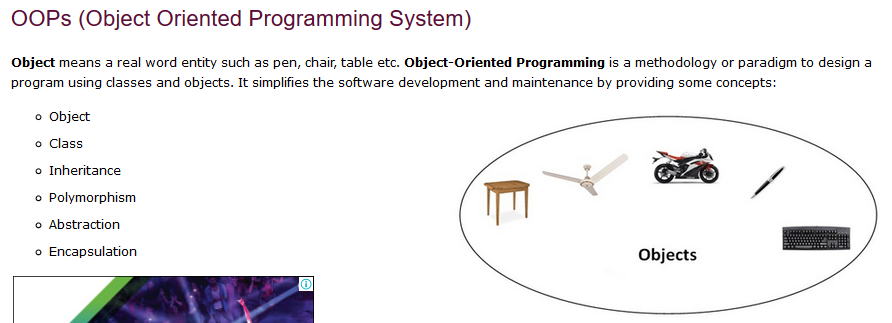 OOPs (Object Oriented Programming System)
Object means a real word entity such as pen, chair, table etc. Object-Oriented Programming is a methodology or paradigm to design a
program using classes and objects. It simplifies the software development and maintenance by providing some concepts:
Object
Class
Inheritance
Polymorphism
Abstraction
Encapsulation
Objects